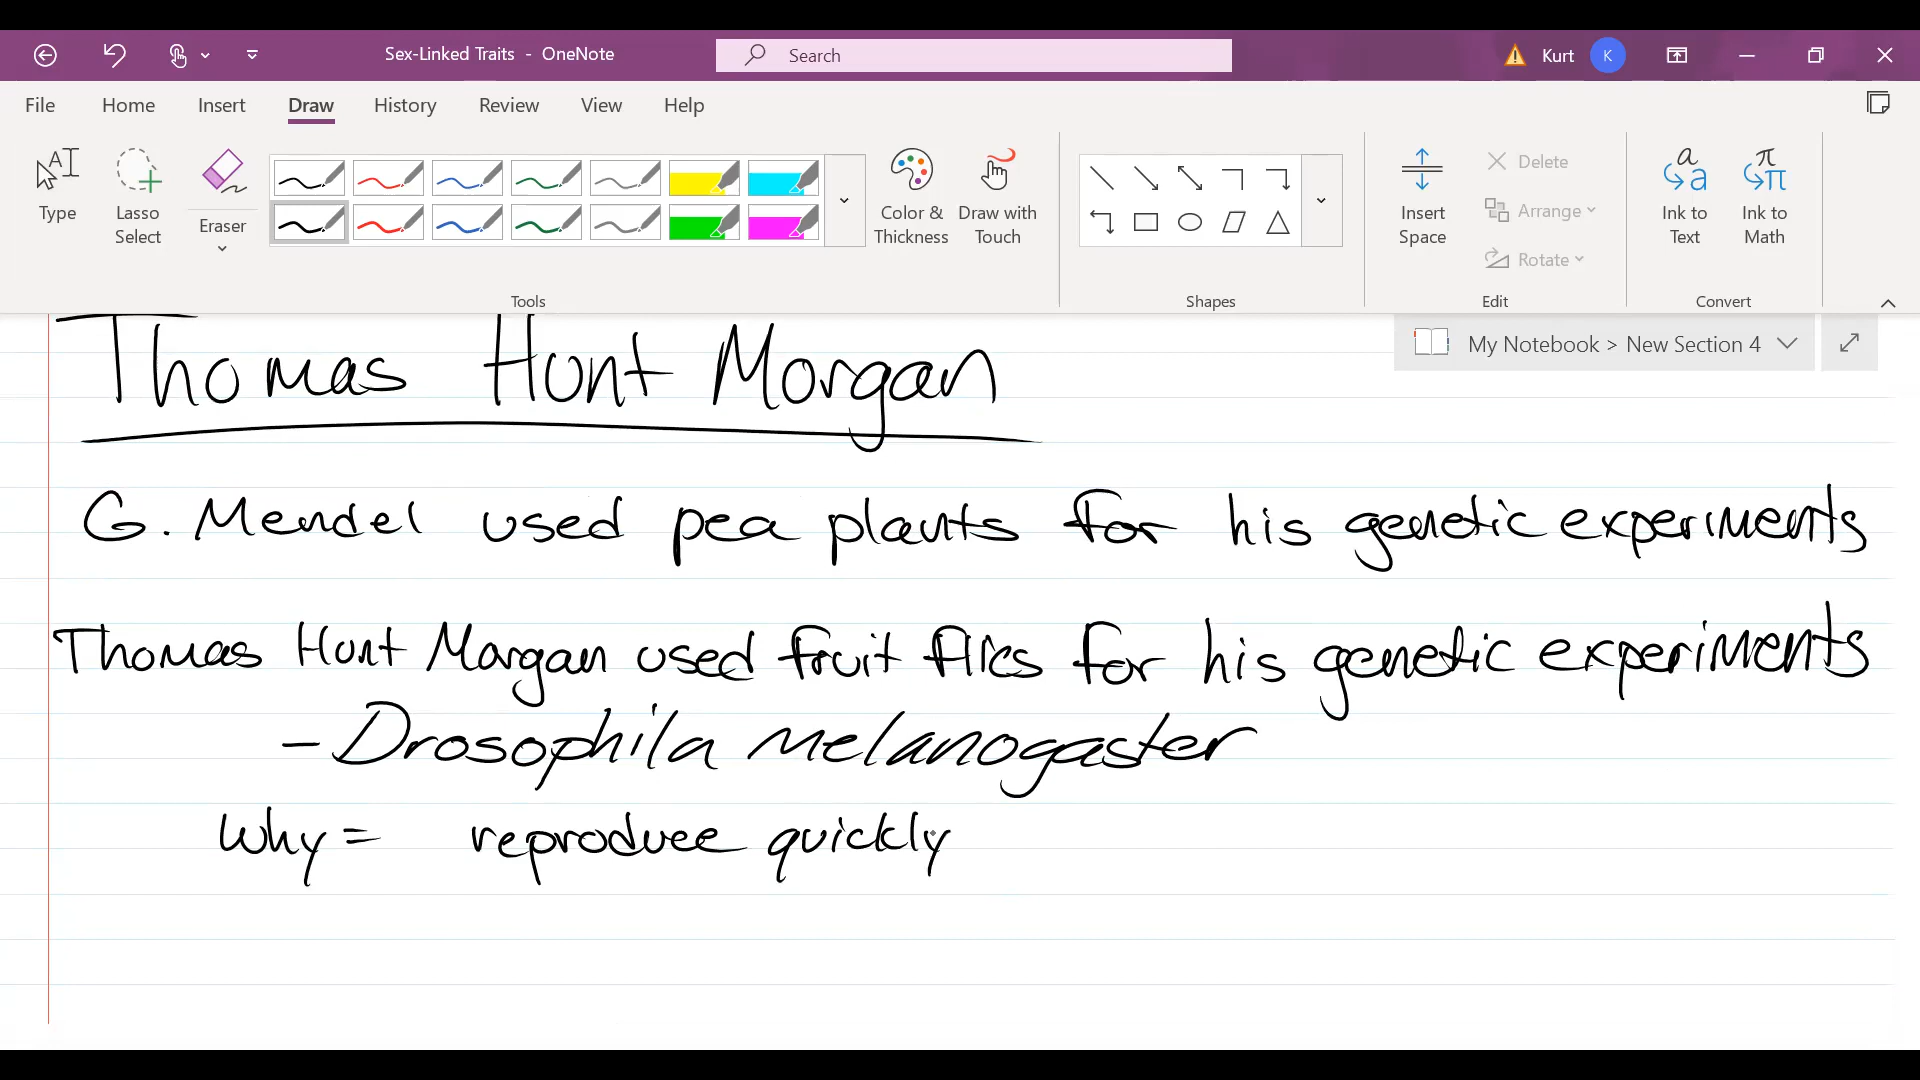 Sex-Linked Traits - OneNote
Search
Kurt
K
File Home Insert Draw History Review View Help
Type
Lasso Select
Eraser
Color & Thickness
Draw with Touch
Insert Space
Delete
Arrange
Rotate
Ink to Text
Ink to Math
Tools Shapes Edit Convert
My Notebook > New Section 4
Thomas Hunt Morgan
G. Mendel used pea plants for his genetic experiments
Thomas Hunt Morgan used fruit flies for his genetic experiments
- Drosophila melanogaster
Why = reproduce quickly